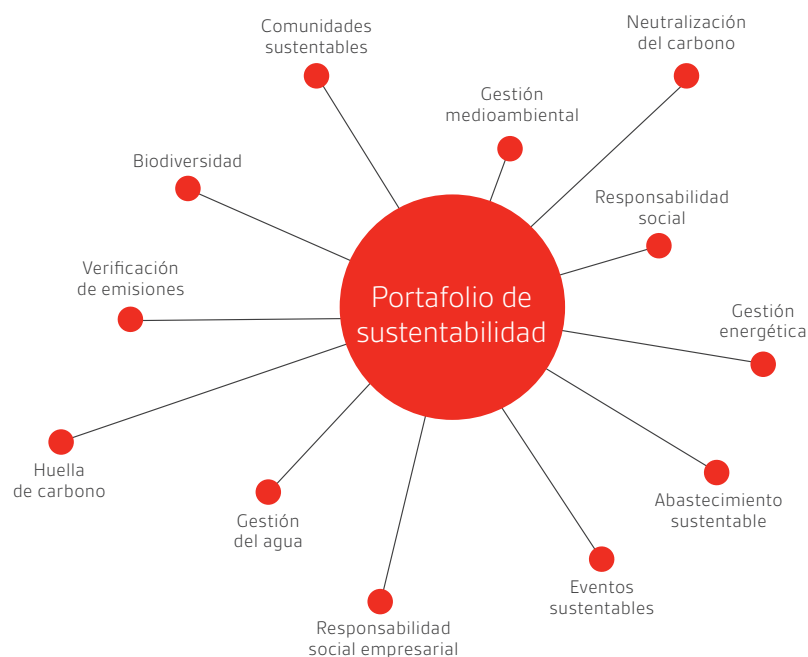 Comunidades
sustentables
Neutralización
del carbono
Gestión
medioambiental
Biodiversidad
Responsabilidad
social
Verificación
de emisiones
Portafolio de
sustentabilidad
Gestión
energética
Huella
de carbono
Gestión
del agua
Abastecimiento
sustentable
Eventos
sustentables
Responsabilidad
social empresarial